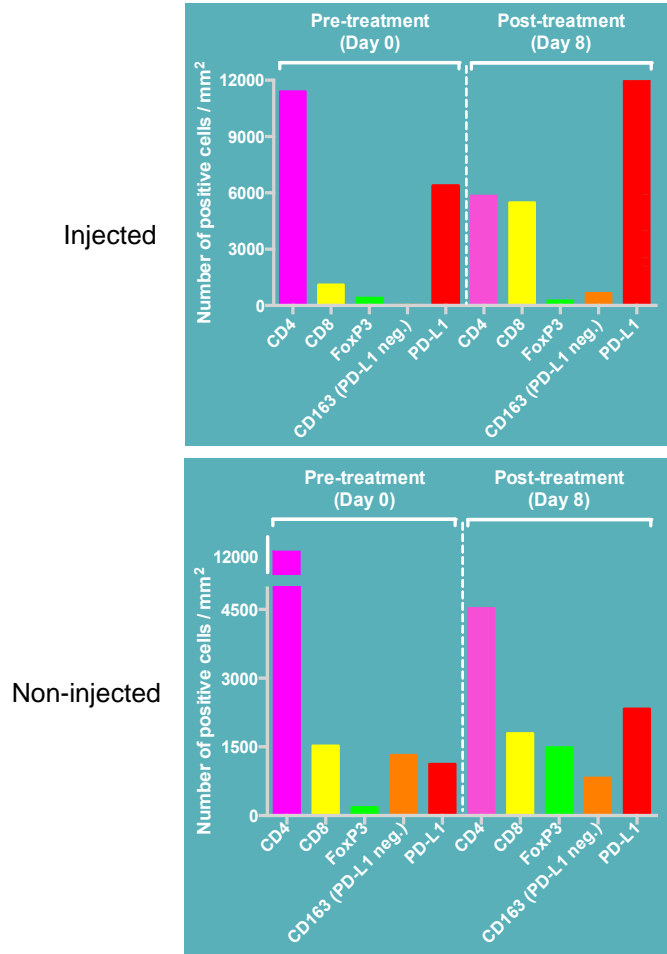 Pre-treatment
(Day 0)
Post-treatment
(Day 8)
Number of positive cells / mm²
12000
9000
6000
3000
0
CD4
CD8
FoxP3
CD163 (PD-L1 neg.)
PD-L1
CD4
CD8
FoxP3
CD163 (PD-L1 neg.)
PD-L1
Injected
Pre-treatment
(Day 0)
Post-treatment
(Day 8)
Number of positive cells / mm²
12000
4500
3000
1500
0
CD4
CD8
FoxP3
CD163 (PD-L1 neg.)
PD-L1
CD4
CD8
FoxP3
CD163 (PD-L1 neg.)
PD-L1
Non-injected